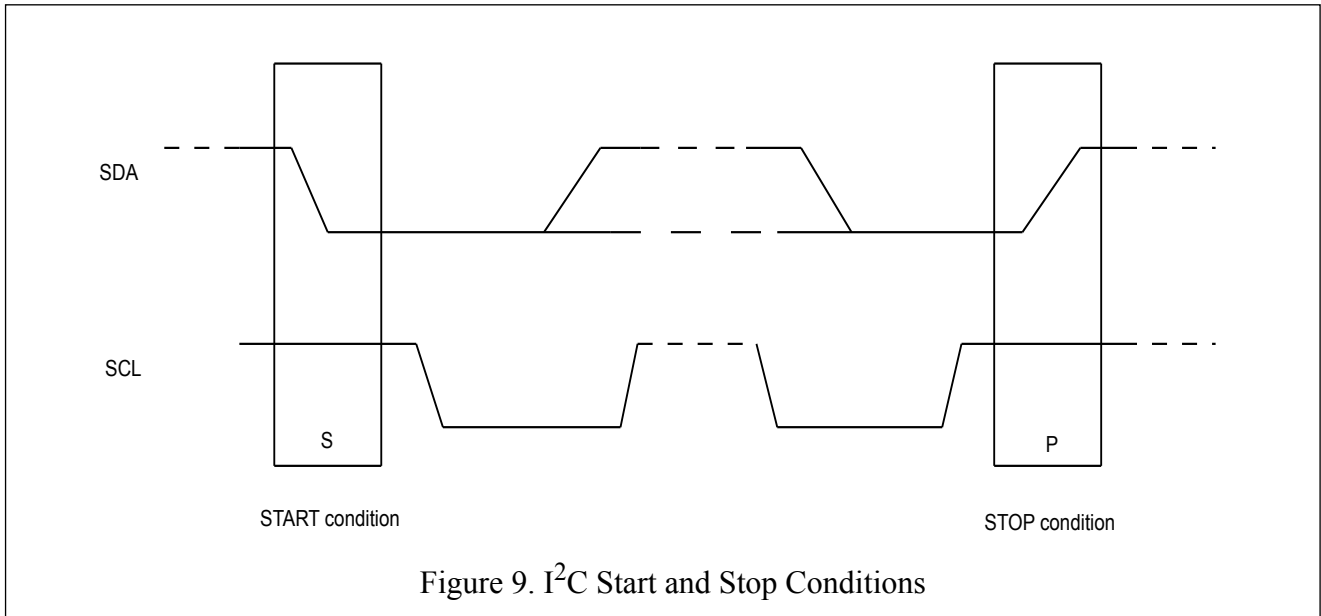 SDA
SCL
S
P
START condition
STOP condition
Figure 9. I²C Start and Stop Conditions